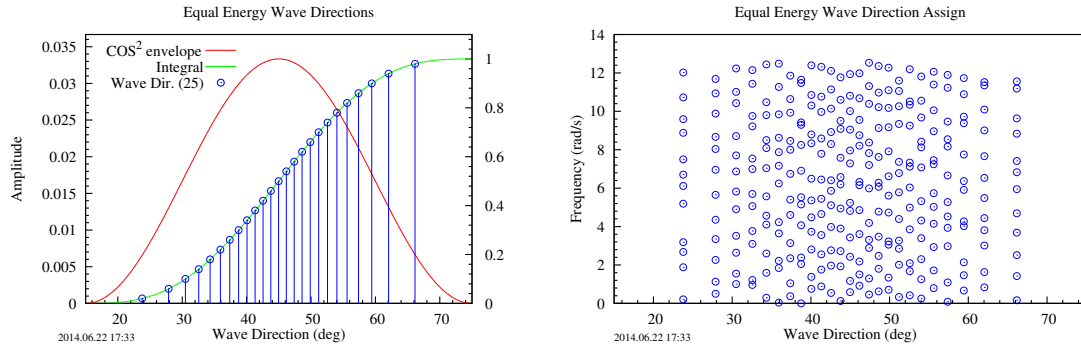 Equal Energy Wave Directions
COS² envelope
Integral
Wave Dir. (25)
Amplitude
0.035
0.03
0.025
0.02
0.015
0.01
0.005
0
1
0.8
0.6
0.4
0.2
0
20 30 40 50 60 70
Wave Direction (deg)
2014.06.22 17:33
Equal Energy Wave Direction Assign
Frequency (rad/s)
14
12
10
8
6
4
2
0
20 30 40 50 60 70
Wave Direction (deg)
2014.06.22 17:33